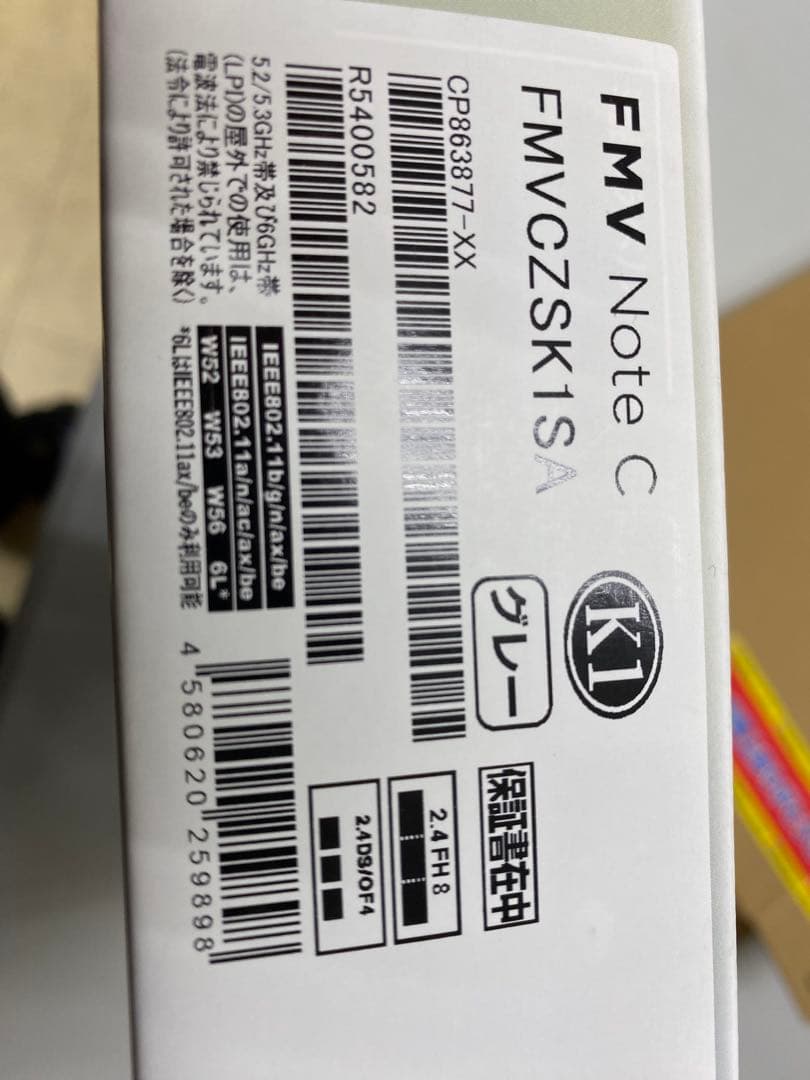 FMV Note C
FMVCZSK1SA
K1
グレー
保証書在中
CP863877-XX
R5400582
2.4FH8
2.4DS/OF4
5.2/5.3GHz帯及び6GHz帯
(LPI)の屋外での使用は、
電波法により禁じられています。
(法令により許可された場合を除く)
IEEE802.11b/g/n/ax/be
IEEE802.11a/n/ac/ax/be
W52 W53 W56 6L*
*6LはIEEE802.11ax/beのみ利用可能
4 580620 259898